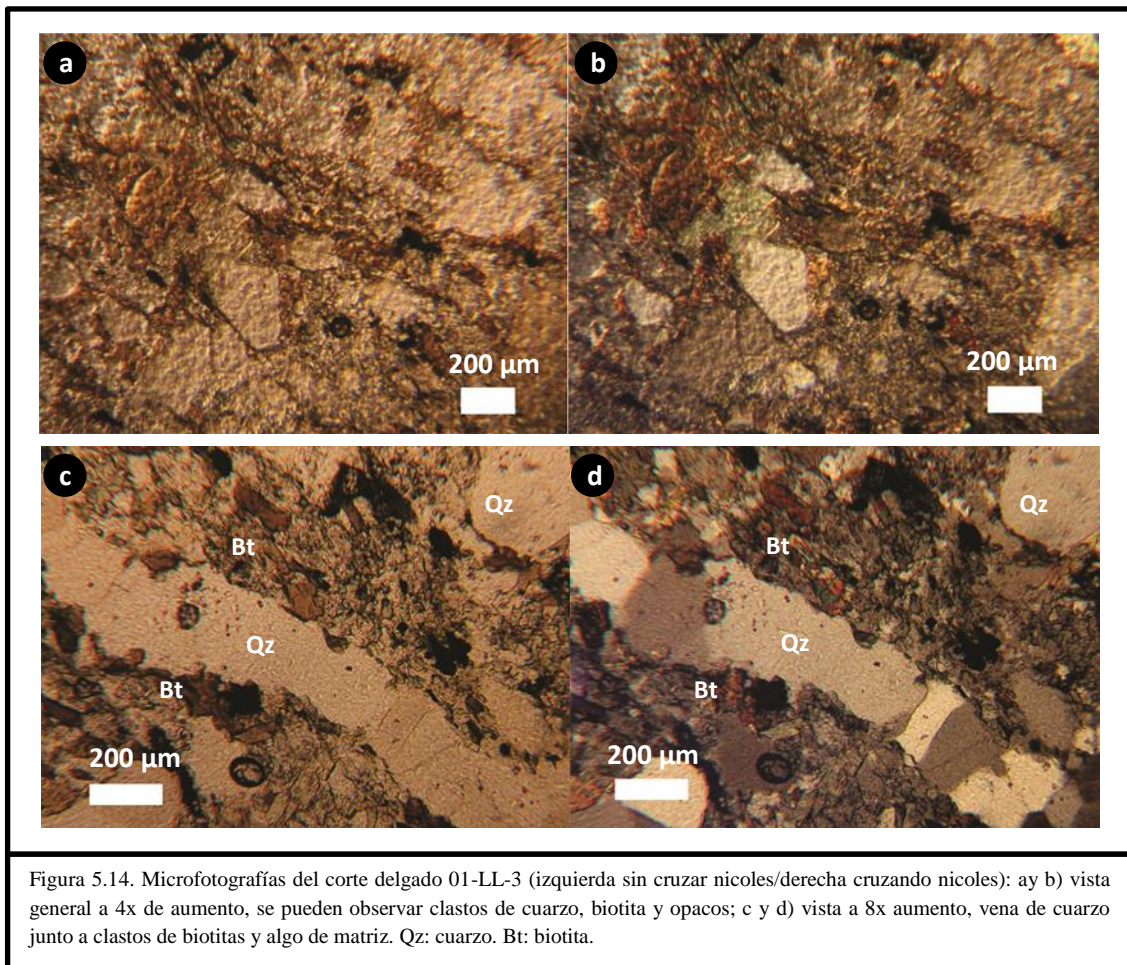 a
b
200 µm
200 µm
c
d
Qz
Qz
Bt
Bt
Qz
Qz
Bt
Bt
200 µm
200 µm
Figura 5.14. Microfotografías del corte delgado 01-LL-3 (izquierda sin cruzar nicoles/derecha cruzando nicoles): ay b) vista
general a 4x de aumento, se pueden observar clastos de cuarzo, biotita y opacos; c y d) vista a 8x aumento, vena de cuarzo
junto a clastos de biotitas y algo de matriz. Qz: cuarzo. Bt: biotita.